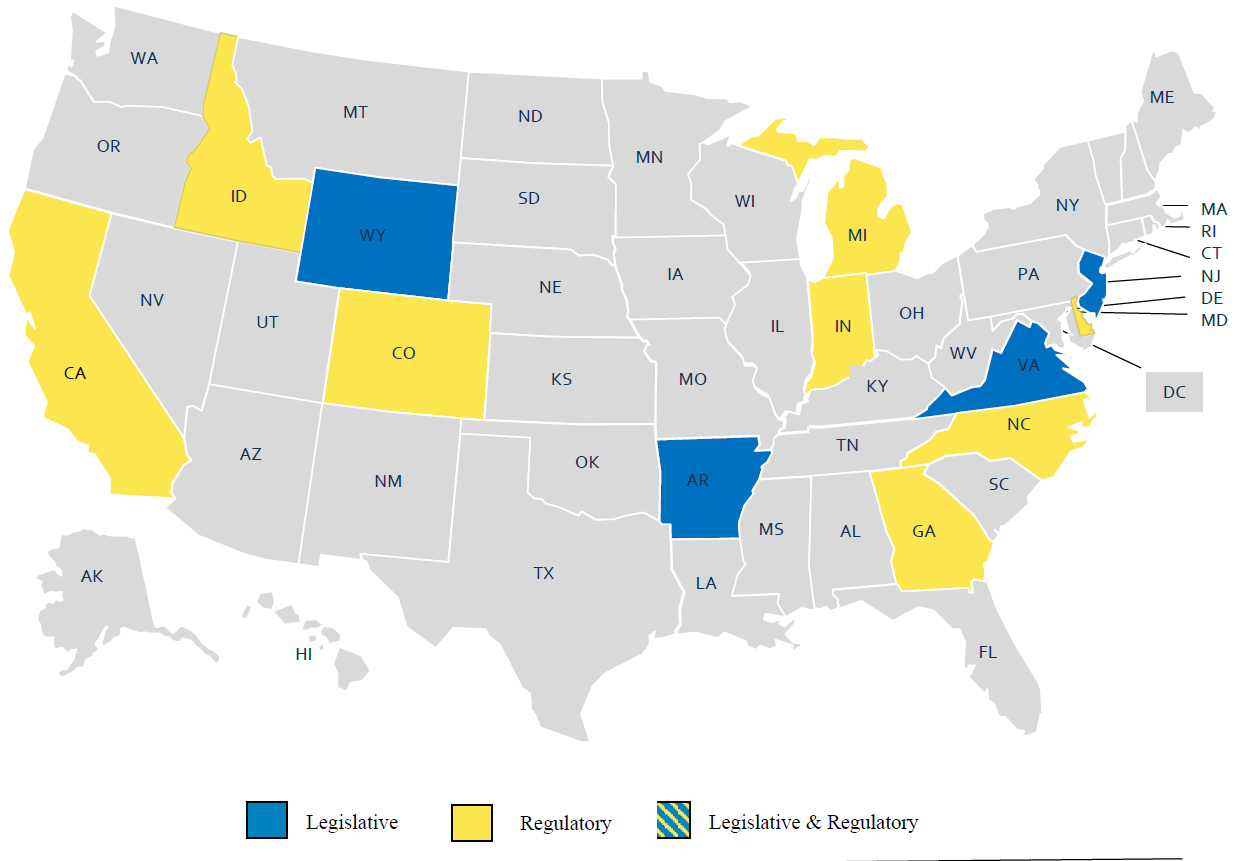 WA
MT
ND
MN
ME
OR
ID
SD
WI
NY
MA
RI
CT
NJ
DE
MD
WY
MI
IA
PA
NV
UT
NE
IL
IN
OH
CA
CO
KS
MO
KY
WV
VA
DC
AZ
NM
OK
AR
TN
NC
SC
MS
AL
GA
AK
TX
LA
HI
FL
Legislative
Regulatory
Legislative & Regulatory